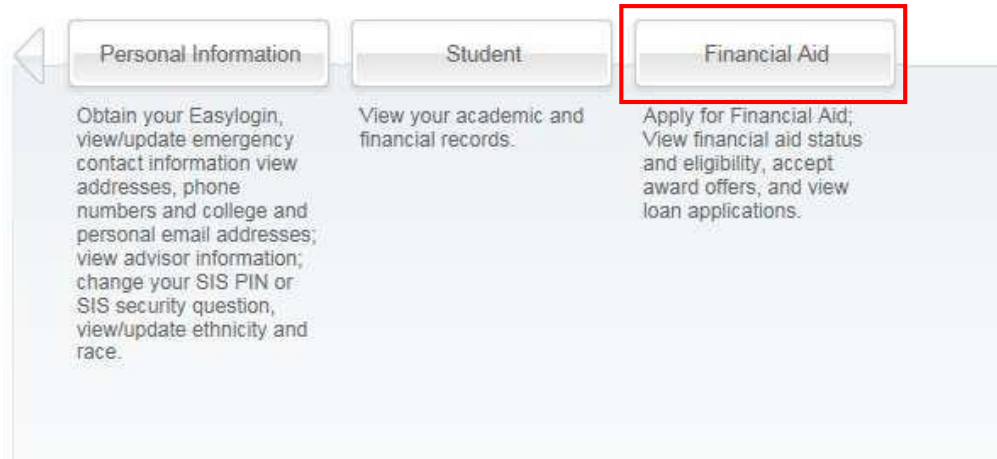 Personal Information
Student
Financial Aid
Obtain your Easylogin,
view/update emergency
contact information view
addresses, phone
numbers and college and
personal email addresses;
view advisor information;
change your SIS PIN or
SIS security question,
view/update ethnicity and
race.
View your academic and
financial records.
Apply for Financial Aid;
View financial aid status
and eligibility, accept
award offers, and view
loan applications.